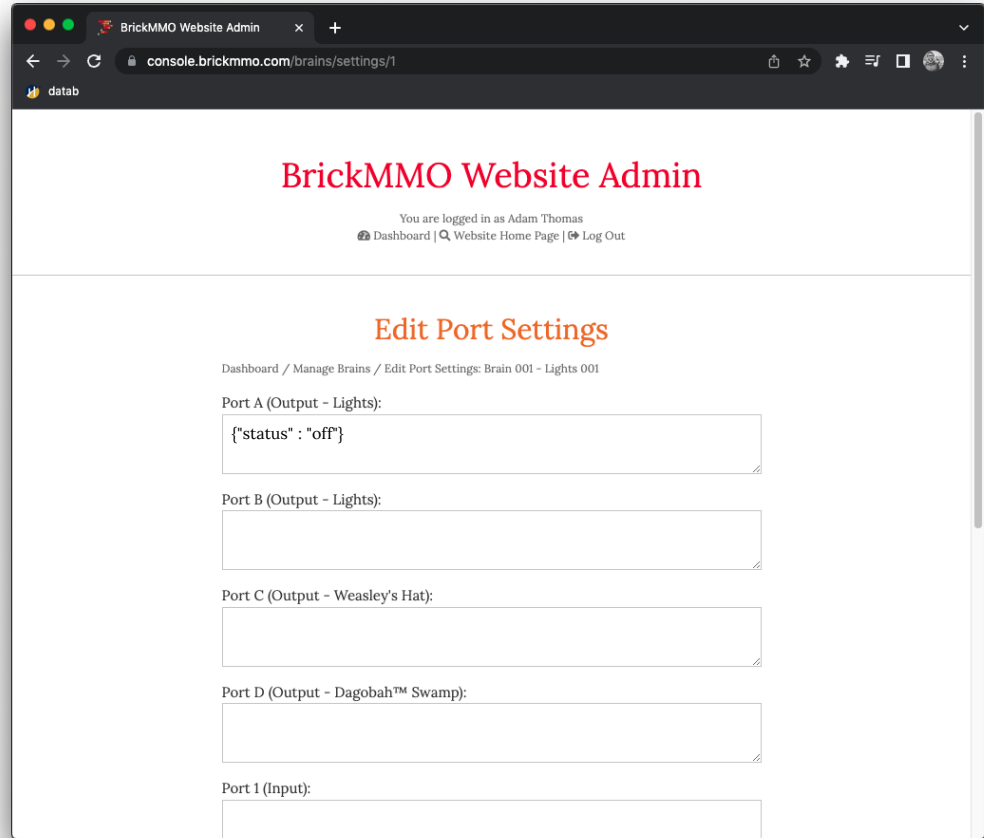 BrickMMO Website Admin
console.brickmmo.com/brains/settings/1
datab
BrickMMO Website Admin
You are logged in as Adam Thomas
Dashboard | Website Home Page | Log Out
Edit Port Settings
Dashboard / Manage Brains / Edit Port Settings: Brain 001 - Lights 001
Port A (Output - Lights):
{"status" : "off"}
Port B (Output - Lights):
Port C (Output - Weasley's Hat):
Port D (Output - Dagobah™ Swamp):
Port 1 (Input):